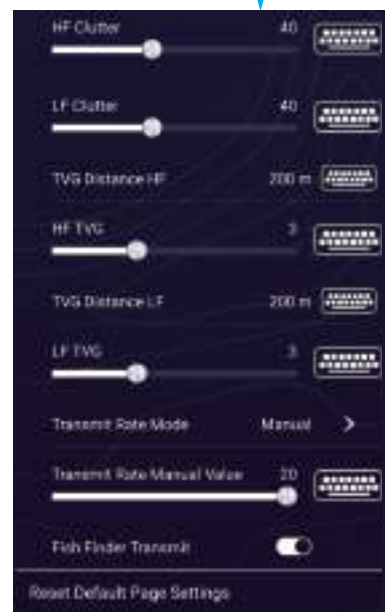 HF Clutter 40
LF Clutter 40
TVG Distance HF 200 m
HF TVG 3
TVG Distance LF 200 m
LF TVG 3
Transmit Rate Mode Manual
Transmit Rate Manual Value 20
Fish Finder Transmit
Reset Default Page Settings